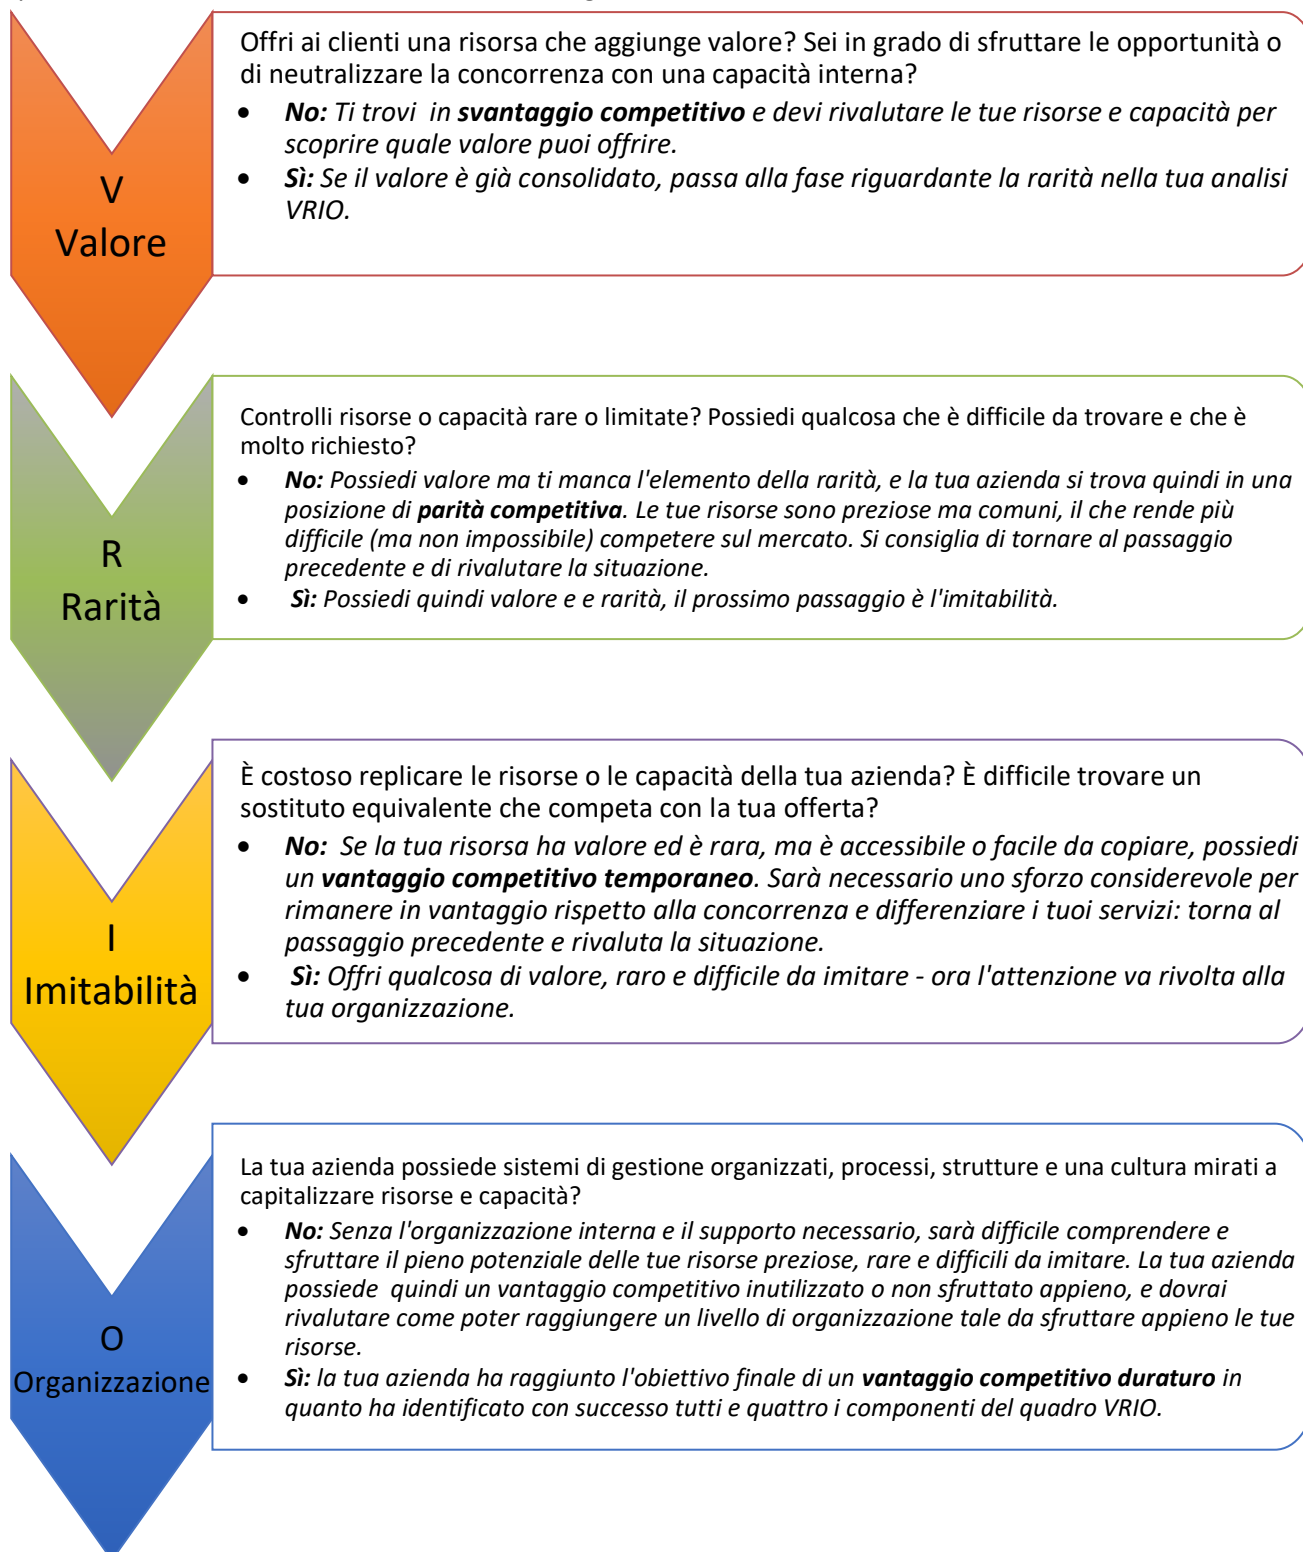 Offri ai clienti una risorsa che aggiunge valore? Sei in grado di sfruttare le opportunità o
di neutralizzare la concorrenza con una capacità interna?
• No: Ti trovi  in svantaggio competitivo e devi rivalutare le tue risorse e capacità per
scoprire quale valore puoi offrire.
• Sì: Se il valore è già consolidato, passa alla fase riguardante la rarità nella tua analisi
VRIO.
V
Valore
Controlli risorse o capacità rare o limitate? Possiedi qualcosa che è difficile da trovare e che è
molto richiesto?
• No: Possiedi valore ma ti manca l'elemento della rarità, e la tua azienda si trova quindi in una
posizione di parità competitiva. Le tue risorse sono preziose ma comuni, il che rende più
difficile (ma non impossibile) competere sul mercato. Si consiglia di tornare al passaggio
precedente e di rivalutare la situazione.
• Sì: Possiedi quindi valore e e rarità, il prossimo passaggio è l'imitabilità.
R
Rarità
È costoso replicare le risorse o le capacità della tua azienda? È difficile trovare un
sostituto equivalente che competa con la tua offerta?
• No:  Se la tua risorsa ha valore ed è rara, ma è accessibile o facile da copiare, possiedi
un vantaggio competitivo temporaneo. Sarà necessario uno sforzo considerevole per
rimanere in vantaggio rispetto alla concorrenza e differenziare i tuoi servizi: torna al
passaggio precedente e rivaluta la situazione.
• Sì: Offri qualcosa di valore, raro e difficile da imitare - ora l'attenzione va rivolta alla
tua organizzazione.
I
Imitabilità
La tua azienda possiede sistemi di gestione organizzati, processi, strutture e una cultura mirati a
capitalizzare risorse e capacità?
• No: Senza l'organizzazione interna e il supporto necessario, sarà difficile comprendere e
sfruttare il pieno potenziale delle tue risorse preziose, rare e difficili da imitare. La tua azienda
possiede  quindi un vantaggio competitivo inutilizzato o non sfruttato appieno, e dovrai
rivalutare come poter raggiungere un livello di organizzazione tale da sfruttare appieno le tue
risorse.
• Sì: la tua azienda ha raggiunto l'obiettivo finale di un vantaggio competitivo duraturo in
quanto ha identificato con successo tutti e quattro i componenti del quadro VRIO.
O
Organizzazione